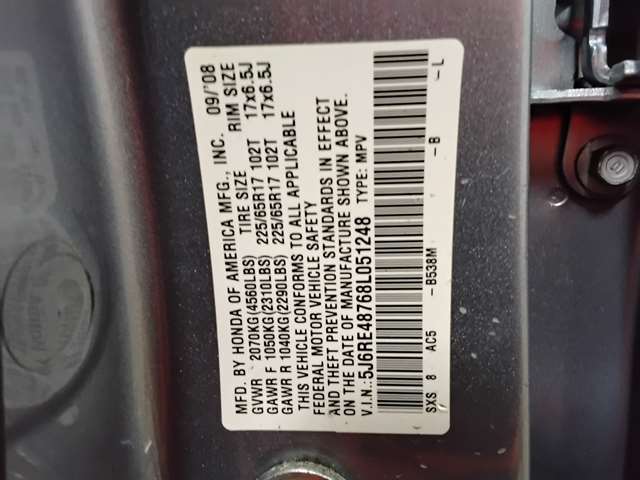 MFD. BY HONDA OF AMERICA MFG., INC. 09/'08
TIRE SIZE RIM SIZE
GVWR 2070KG(4560LBS)
GAWR F 1050KG(2310LBS) 225/65R17 102T 17x6.5J
GAWR R 1040KG(2290LBS) 225/65R17 102T 17x6.5J
THIS VEHICLE CONFORMS TO ALL APPLICABLE
FEDERAL MOTOR VEHICLE SAFETY
AND THEFT PREVENTION STANDARDS IN EFFECT
ON THE DATE OF MANUFACTURE SHOWN ABOVE.
V.I.N.:5J6RE48768L051248 TYPE: MPV
SXS 8 AC5 -B538M -B -L